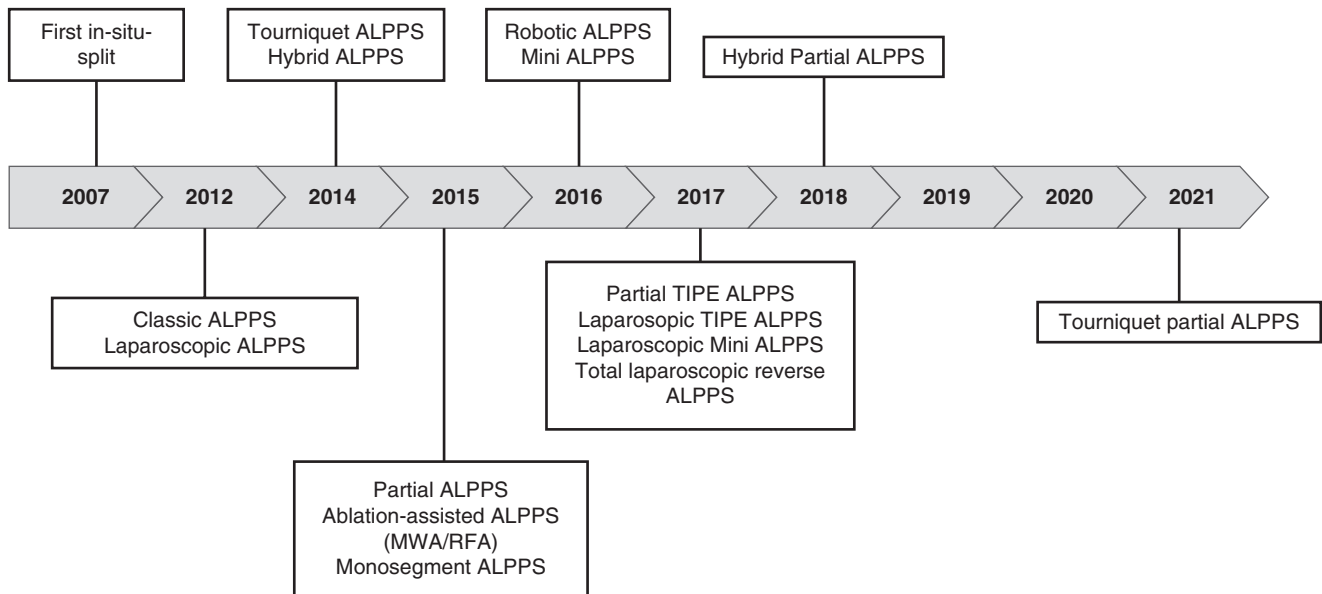 First in-situ-
split
Tourniquet ALPPS
Hybrid ALPPS
Robotic ALPPS
Mini ALPPS
Hybrid Partial ALPPS
2007
2012
2014
2015
2016
2017
2018
2019
2020
2021
Classic ALPPS
Laparoscopic ALPPS
Partial TIPE ALPPS
Laparosopic TIPE ALPPS
Laparoscopic Mini ALPPS
Total laparoscopic reverse
ALPPS
Tourniquet partial ALPPS
Partial ALPPS
Ablation-assisted ALPPS
(MWA/RFA)
Monosegment ALPPS